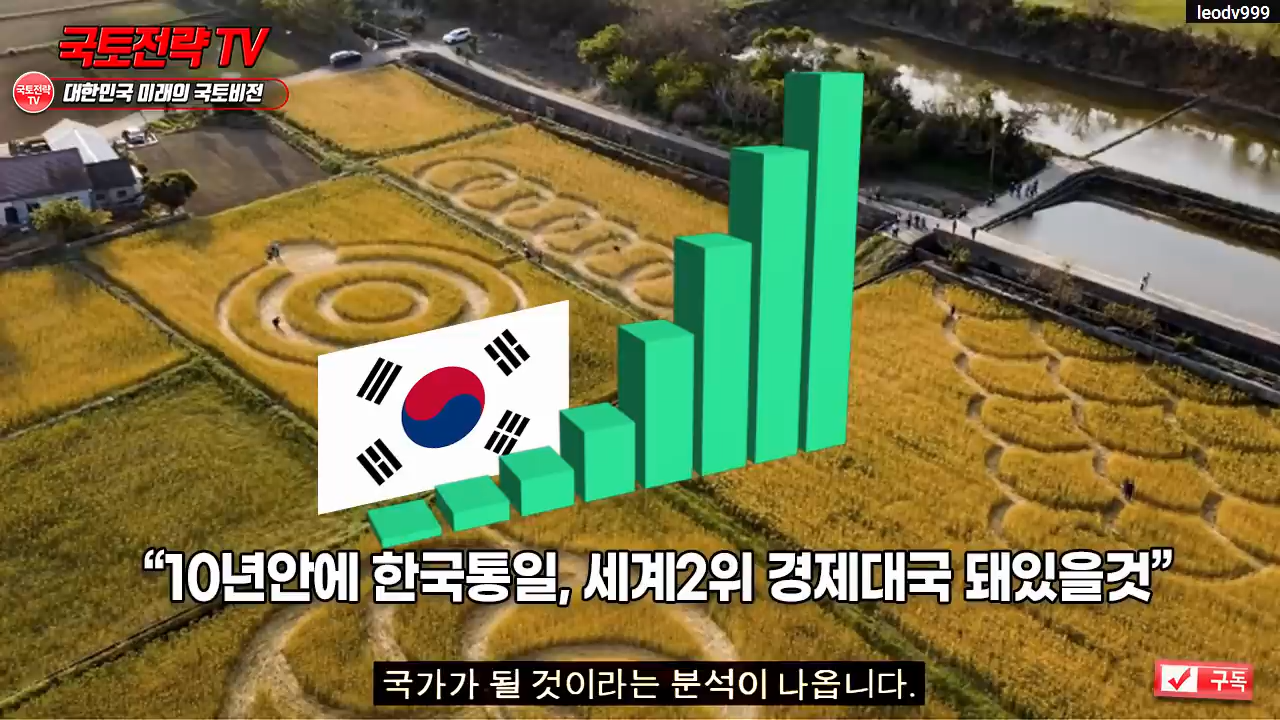 leodv999
국토전략 TV
국토전략
TV
대한민국 미래의 국토비전
“10년안에 한국통일, 세계2위 경제대국 돼있을것”
국가가 될 것이라는 분석이 나옵니다.
구독